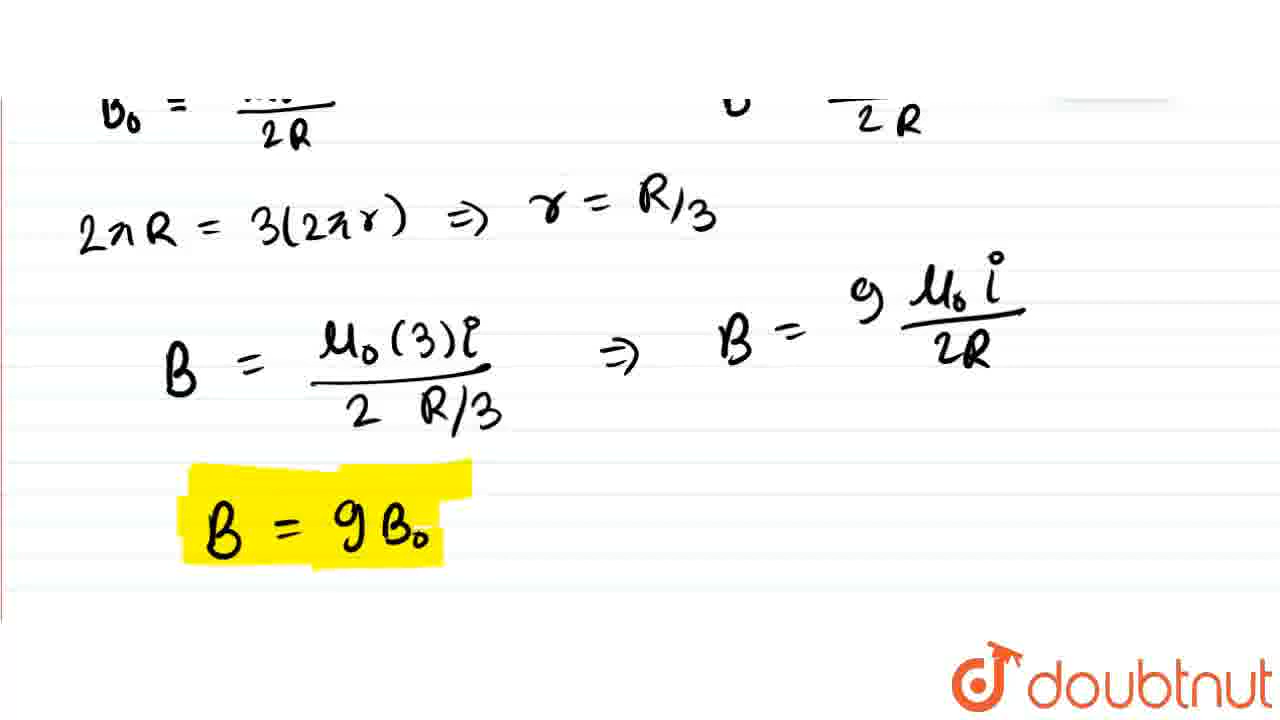 B₀ = /2R
/2R
2πR = 3(2πr) ⇒ r = R/3
B = μ₀(3)i / 2 R/3 ⇒ B = 9 μ₀i / 2R
B = 9B₀
doubtnut